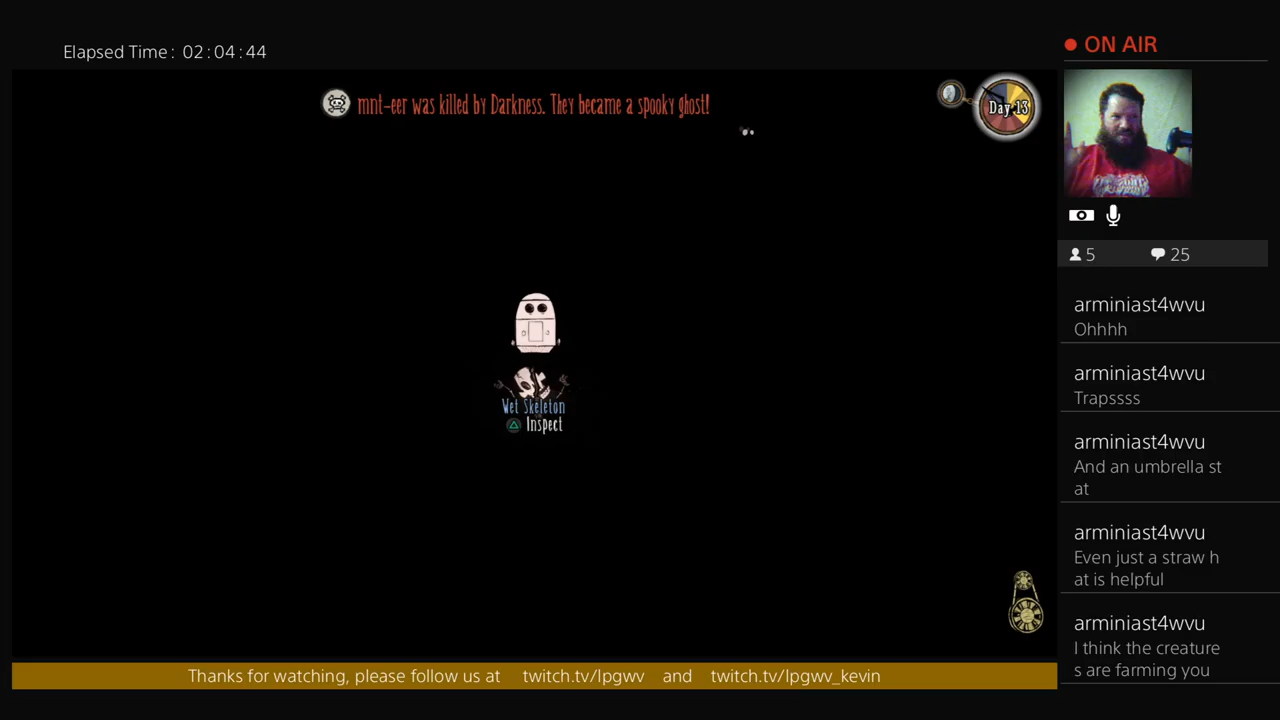 Elapsed Time: 02:04:44
ON AIR
mnt-eer was killed by Darkness. They became a spooky ghost!
Day 13
5 25
arminiast4wvu
Ohhhh
arminiast4wvu
Trapssss
arminiast4wvu
And an umbrella st
at
arminiast4wvu
Even just a straw h
at is helpful
arminiast4wvu
I think the creature
s are farming you
Wet Skeleton
Inspect
Thanks for watching, please follow us at twitch.tv/lpgwv and twitch.tv/lpgwv_kevin